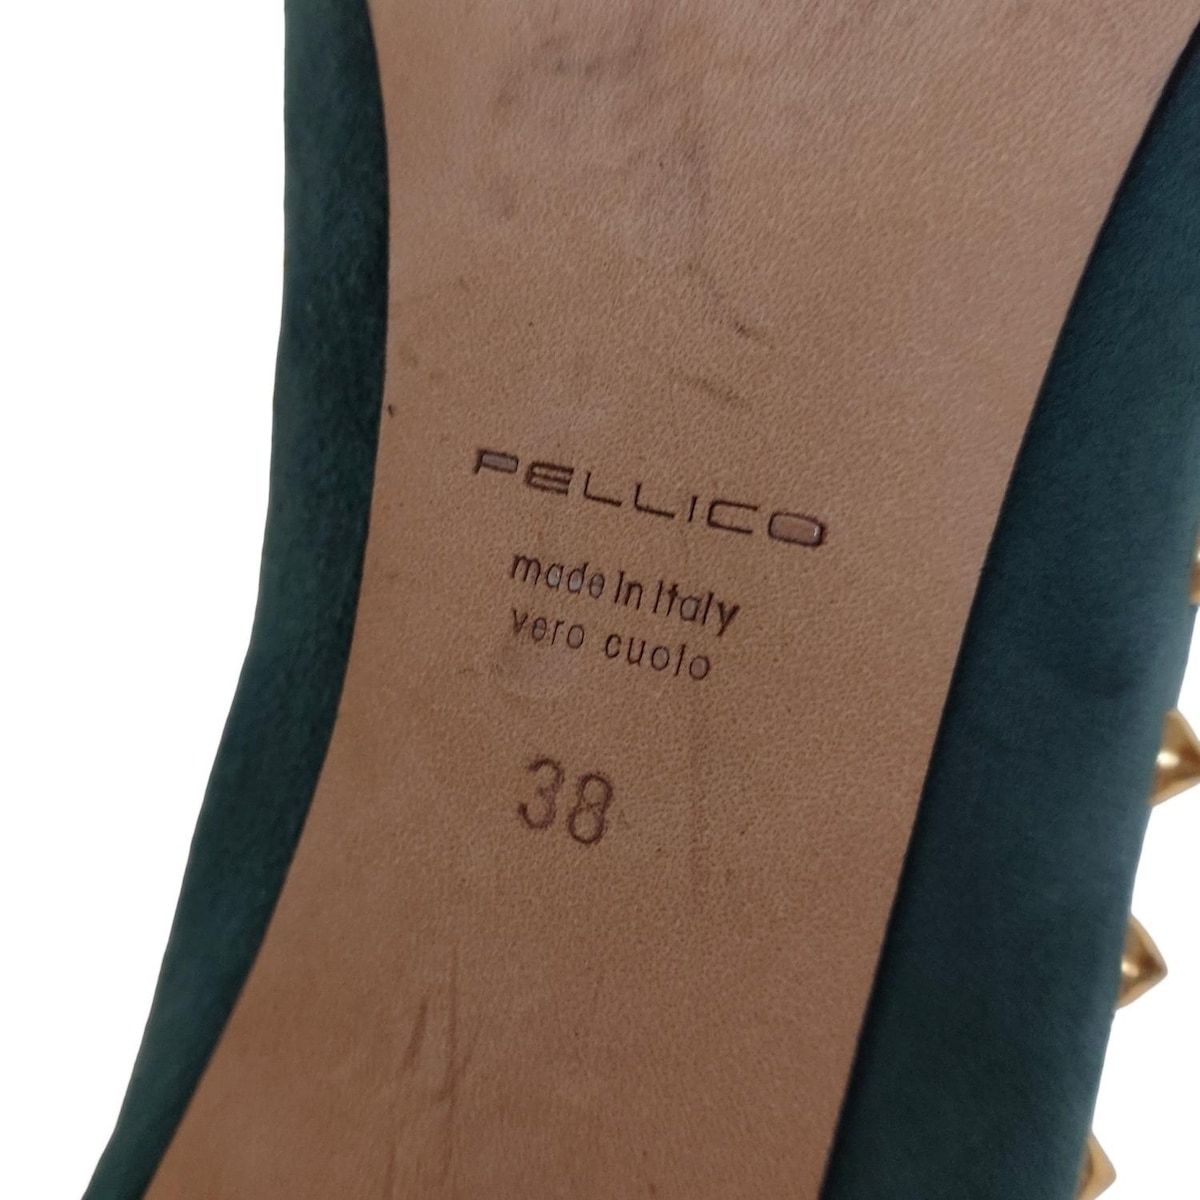 PELLICO
made in Italy
vero cuoio
38